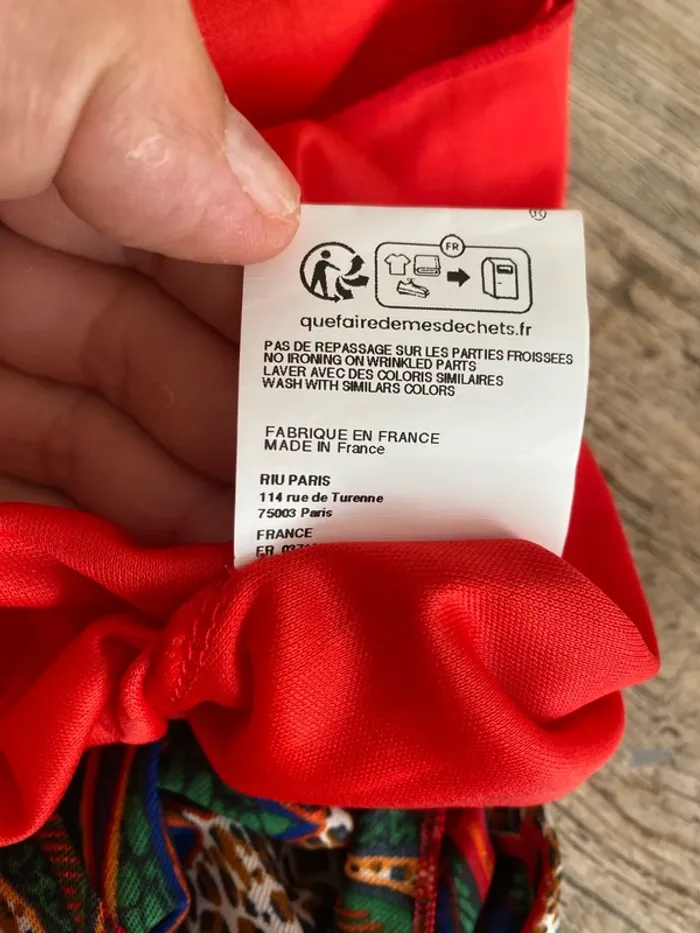 FR
quefairedemesdechets.fr
PAS DE REPASSAGE SUR LES PARTIES FROISSEES
NO IRONING ON WRINKLED PARTS
LAVER AVEC DES COLORIS SIMILAIRES
WASH WITH SIMILARS COLORS
FABRIQUE EN FRANCE
MADE IN France
RIU PARIS
114 rue de Turenne
75003 Paris
FRANCE
FR